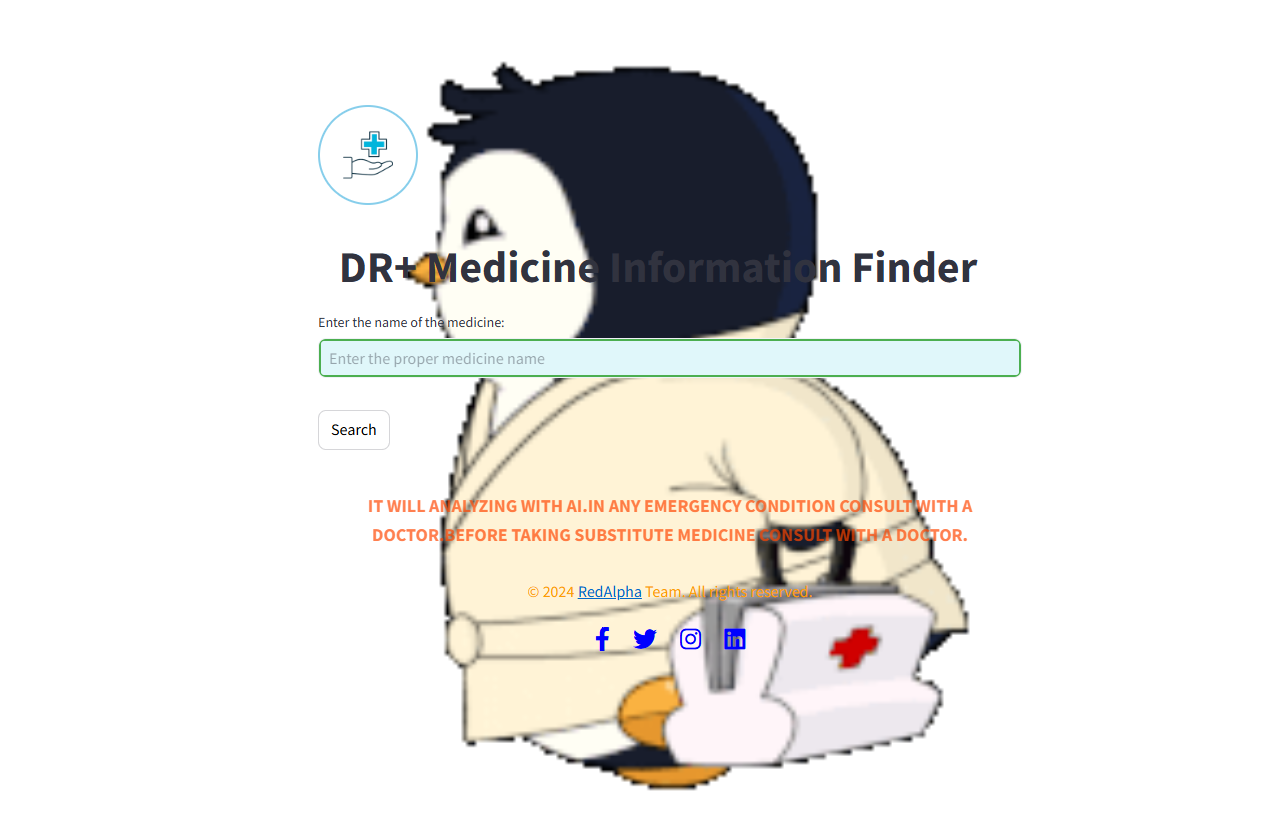 DR+ Medicine Information Finder
Enter the name of the medicine:
Enter the proper medicine name
Search
IT WILL ANALYZING WITH AI.IN ANY EMERGENCY CONDITION CONSULT WITH A
DOCTOR.BEFORE TAKING SUBSTITUTE MEDICINE CONSULT WITH A DOCTOR.
© 2024 RedAlpha Team. All rights reserved.